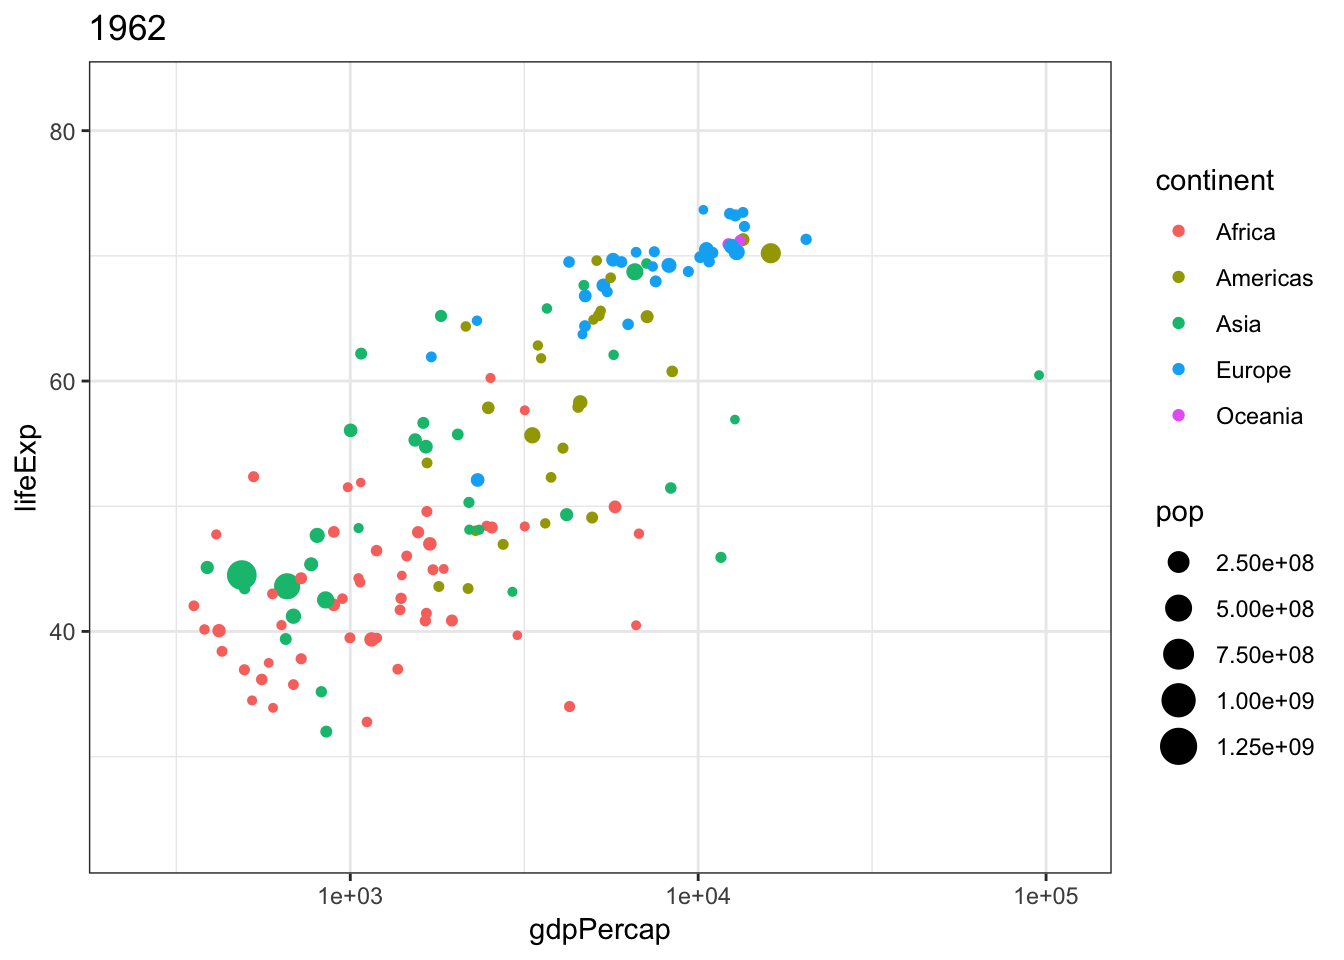 1962
80
60
40
lifeExp
1e+03
1e+04
1e+05
gdpPercap
continent
Africa
Americas
Asia
Europe
Oceania
pop
2.50e+08
5.00e+08
7.50e+08
1.00e+09
1.25e+09